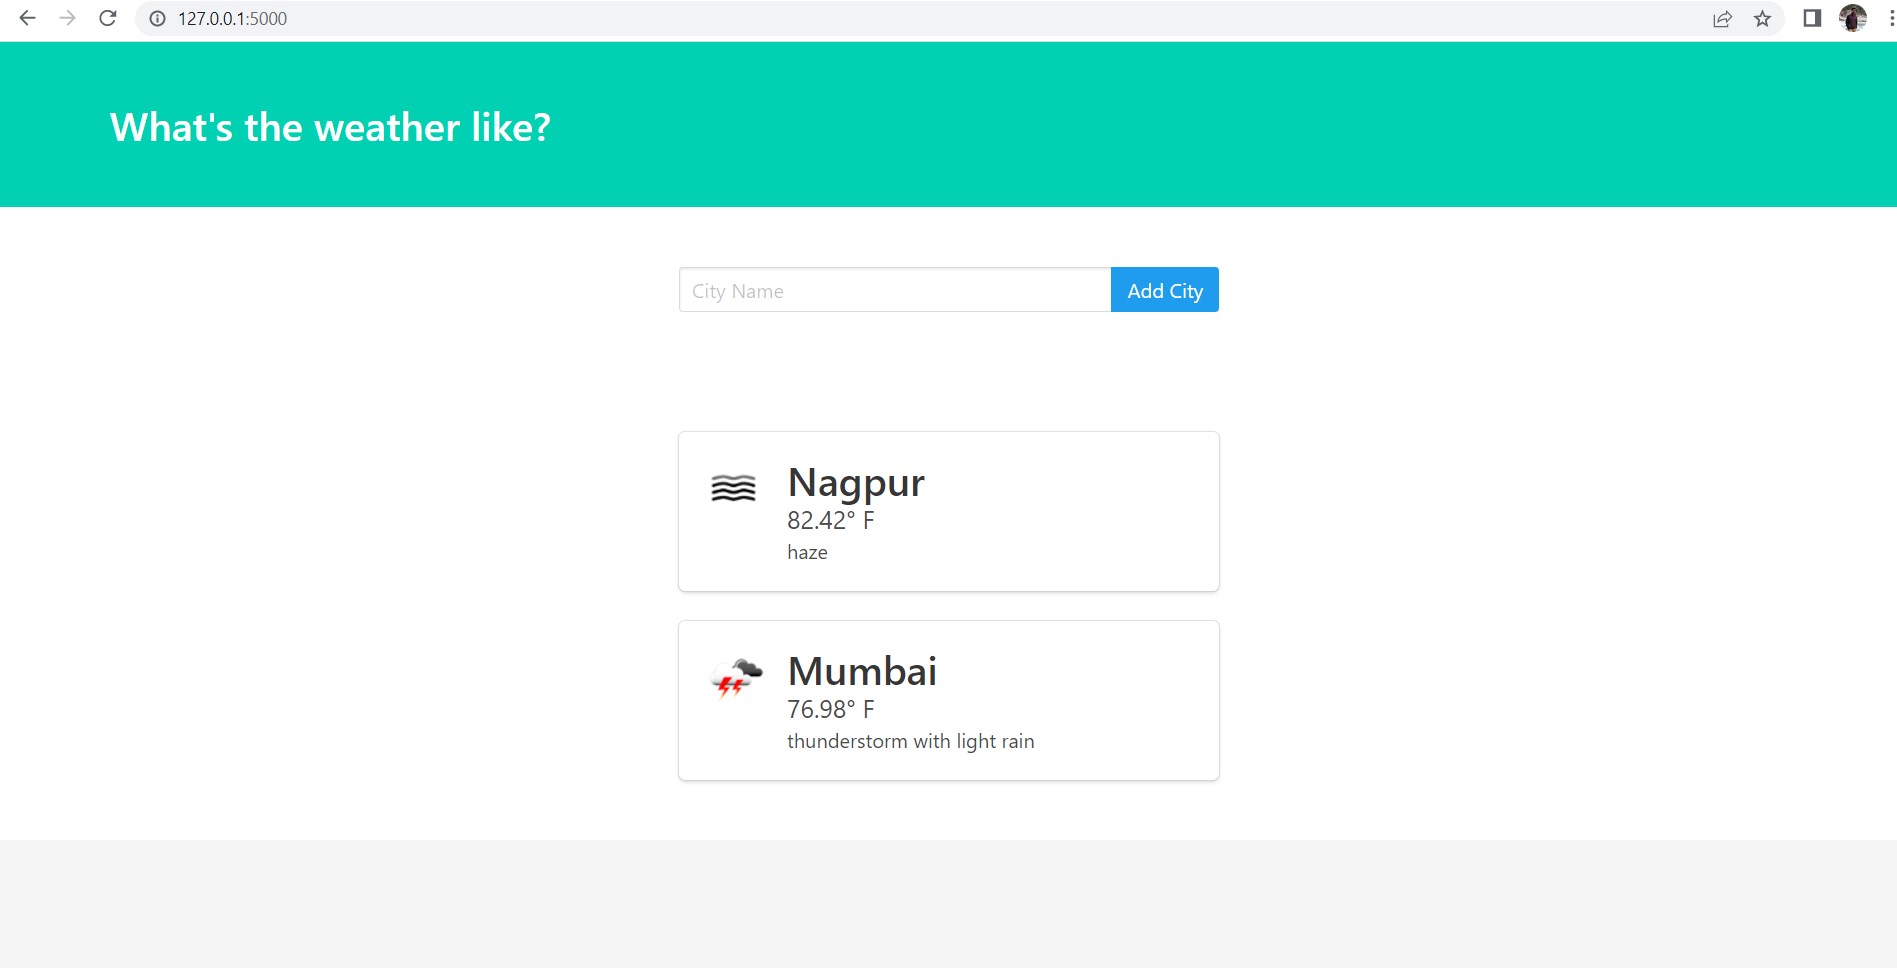 127.0.0.1:5000
What's the weather like?
City Name
Add City
Nagpur
82.42° F
haze
Mumbai
76.98° F
thunderstorm with light rain